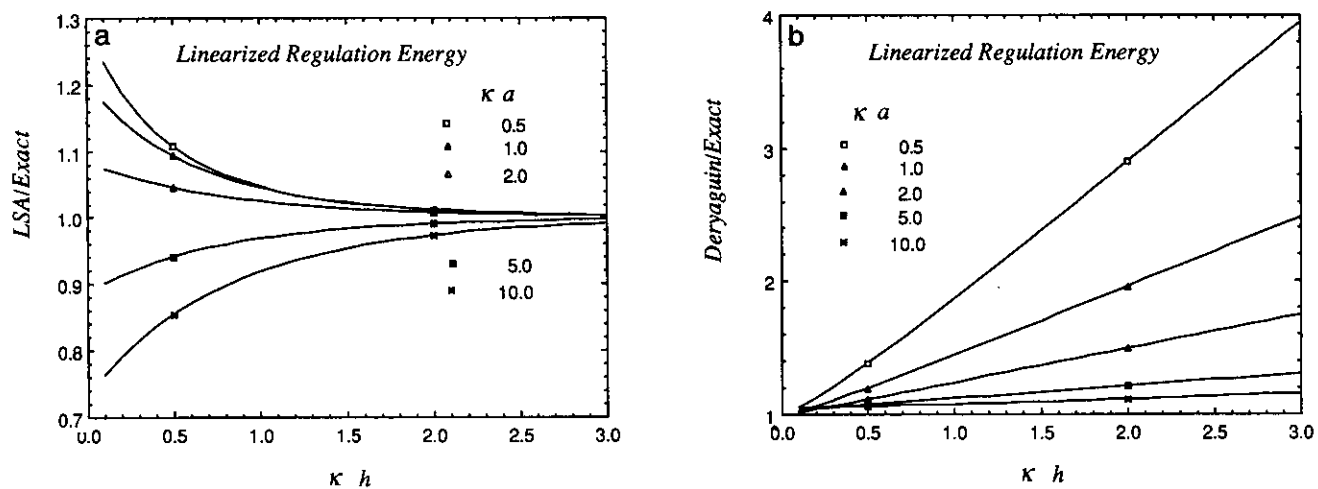 a
Linearized Regulation Energy
LSA/Exact
1.3
1.2
1.1
1.0
0.9
0.8
0.7
κ a
0.5
1.0
2.0
5.0
10.0
0.0 0.5 1.0 1.5 2.0 2.5 3.0
κ h
b
Linearized Regulation Energy
Deryaguin/Exact
4
3
2
1
κ a
0.5
1.0
2.0
5.0
10.0
0.0 0.5 1.0 1.5 2.0 2.5 3.0
κ h